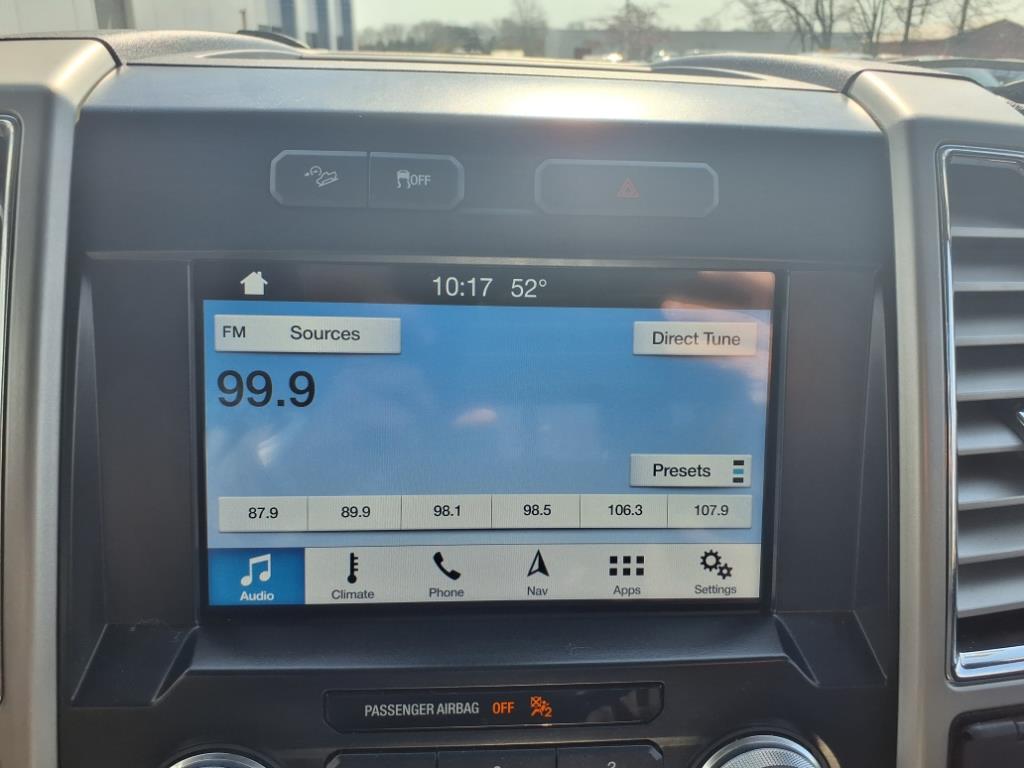 OFF
10:17 52°
FM Sources
Direct Tune
99.9
Presets
87.9 89.9 98.1 98.5 106.3 107.9
Audio Climate Phone Nav Apps Settings
PASSENGER AIRBAG OFF 2